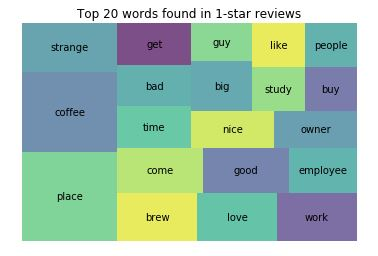 Top 20 words found in 1-star reviews
strange
get
guy
like
people
coffee
bad
big
study
buy
time
nice
owner
place
come
good
employee
brew
love
work